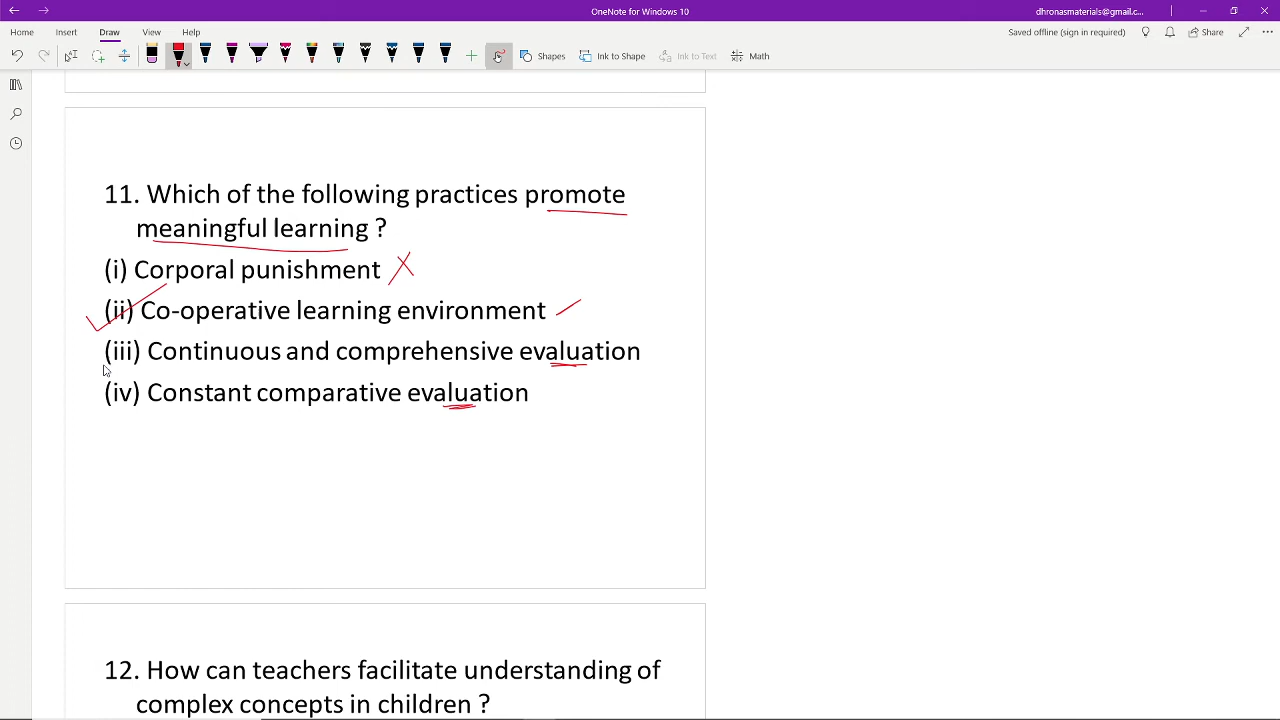 OneNote for Windows 10
dhronasmaterials@gmail.c...
Home Insert Draw View Help
Saved offline (sign in required) Share
Shapes Ink to Shape Ink to Text Math
11. Which of the following practices promote
meaningful learning ?
(i) Corporal punishment
(ii) Co-operative learning environment
(iii) Continuous and comprehensive evaluation
(iv) Constant comparative evaluation
12. How can teachers facilitate understanding of
complex concepts in children ?